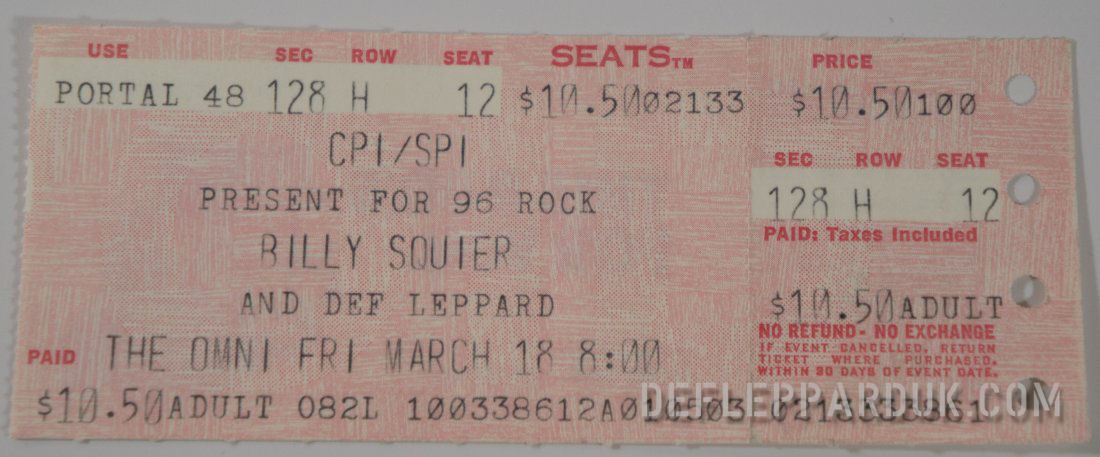 USE SEC ROW SEAT SEATS TM PRICE
PORTAL 48 128 H 12 $10.50 02133 $10.50 100
CPI/SPI
SEC ROW SEAT
PRESENT FOR 96 ROCK
128 H 12
PAID: Taxes Included
BILLY SQUIER
AND DEF LEPPARD
$10.50 ADULT
NO REFUND - NO EXCHANGE
IF EVENT CANCELLED, RETURN
TICKET WHERE PURCHASED.
WITHIN 30 DAYS OF EVENT DATE.
PAID THE OMNI FRI MARCH 18 8:00
$10.50 ADULT 082L 100338612A010503
DEFLEPPARDUK.COM